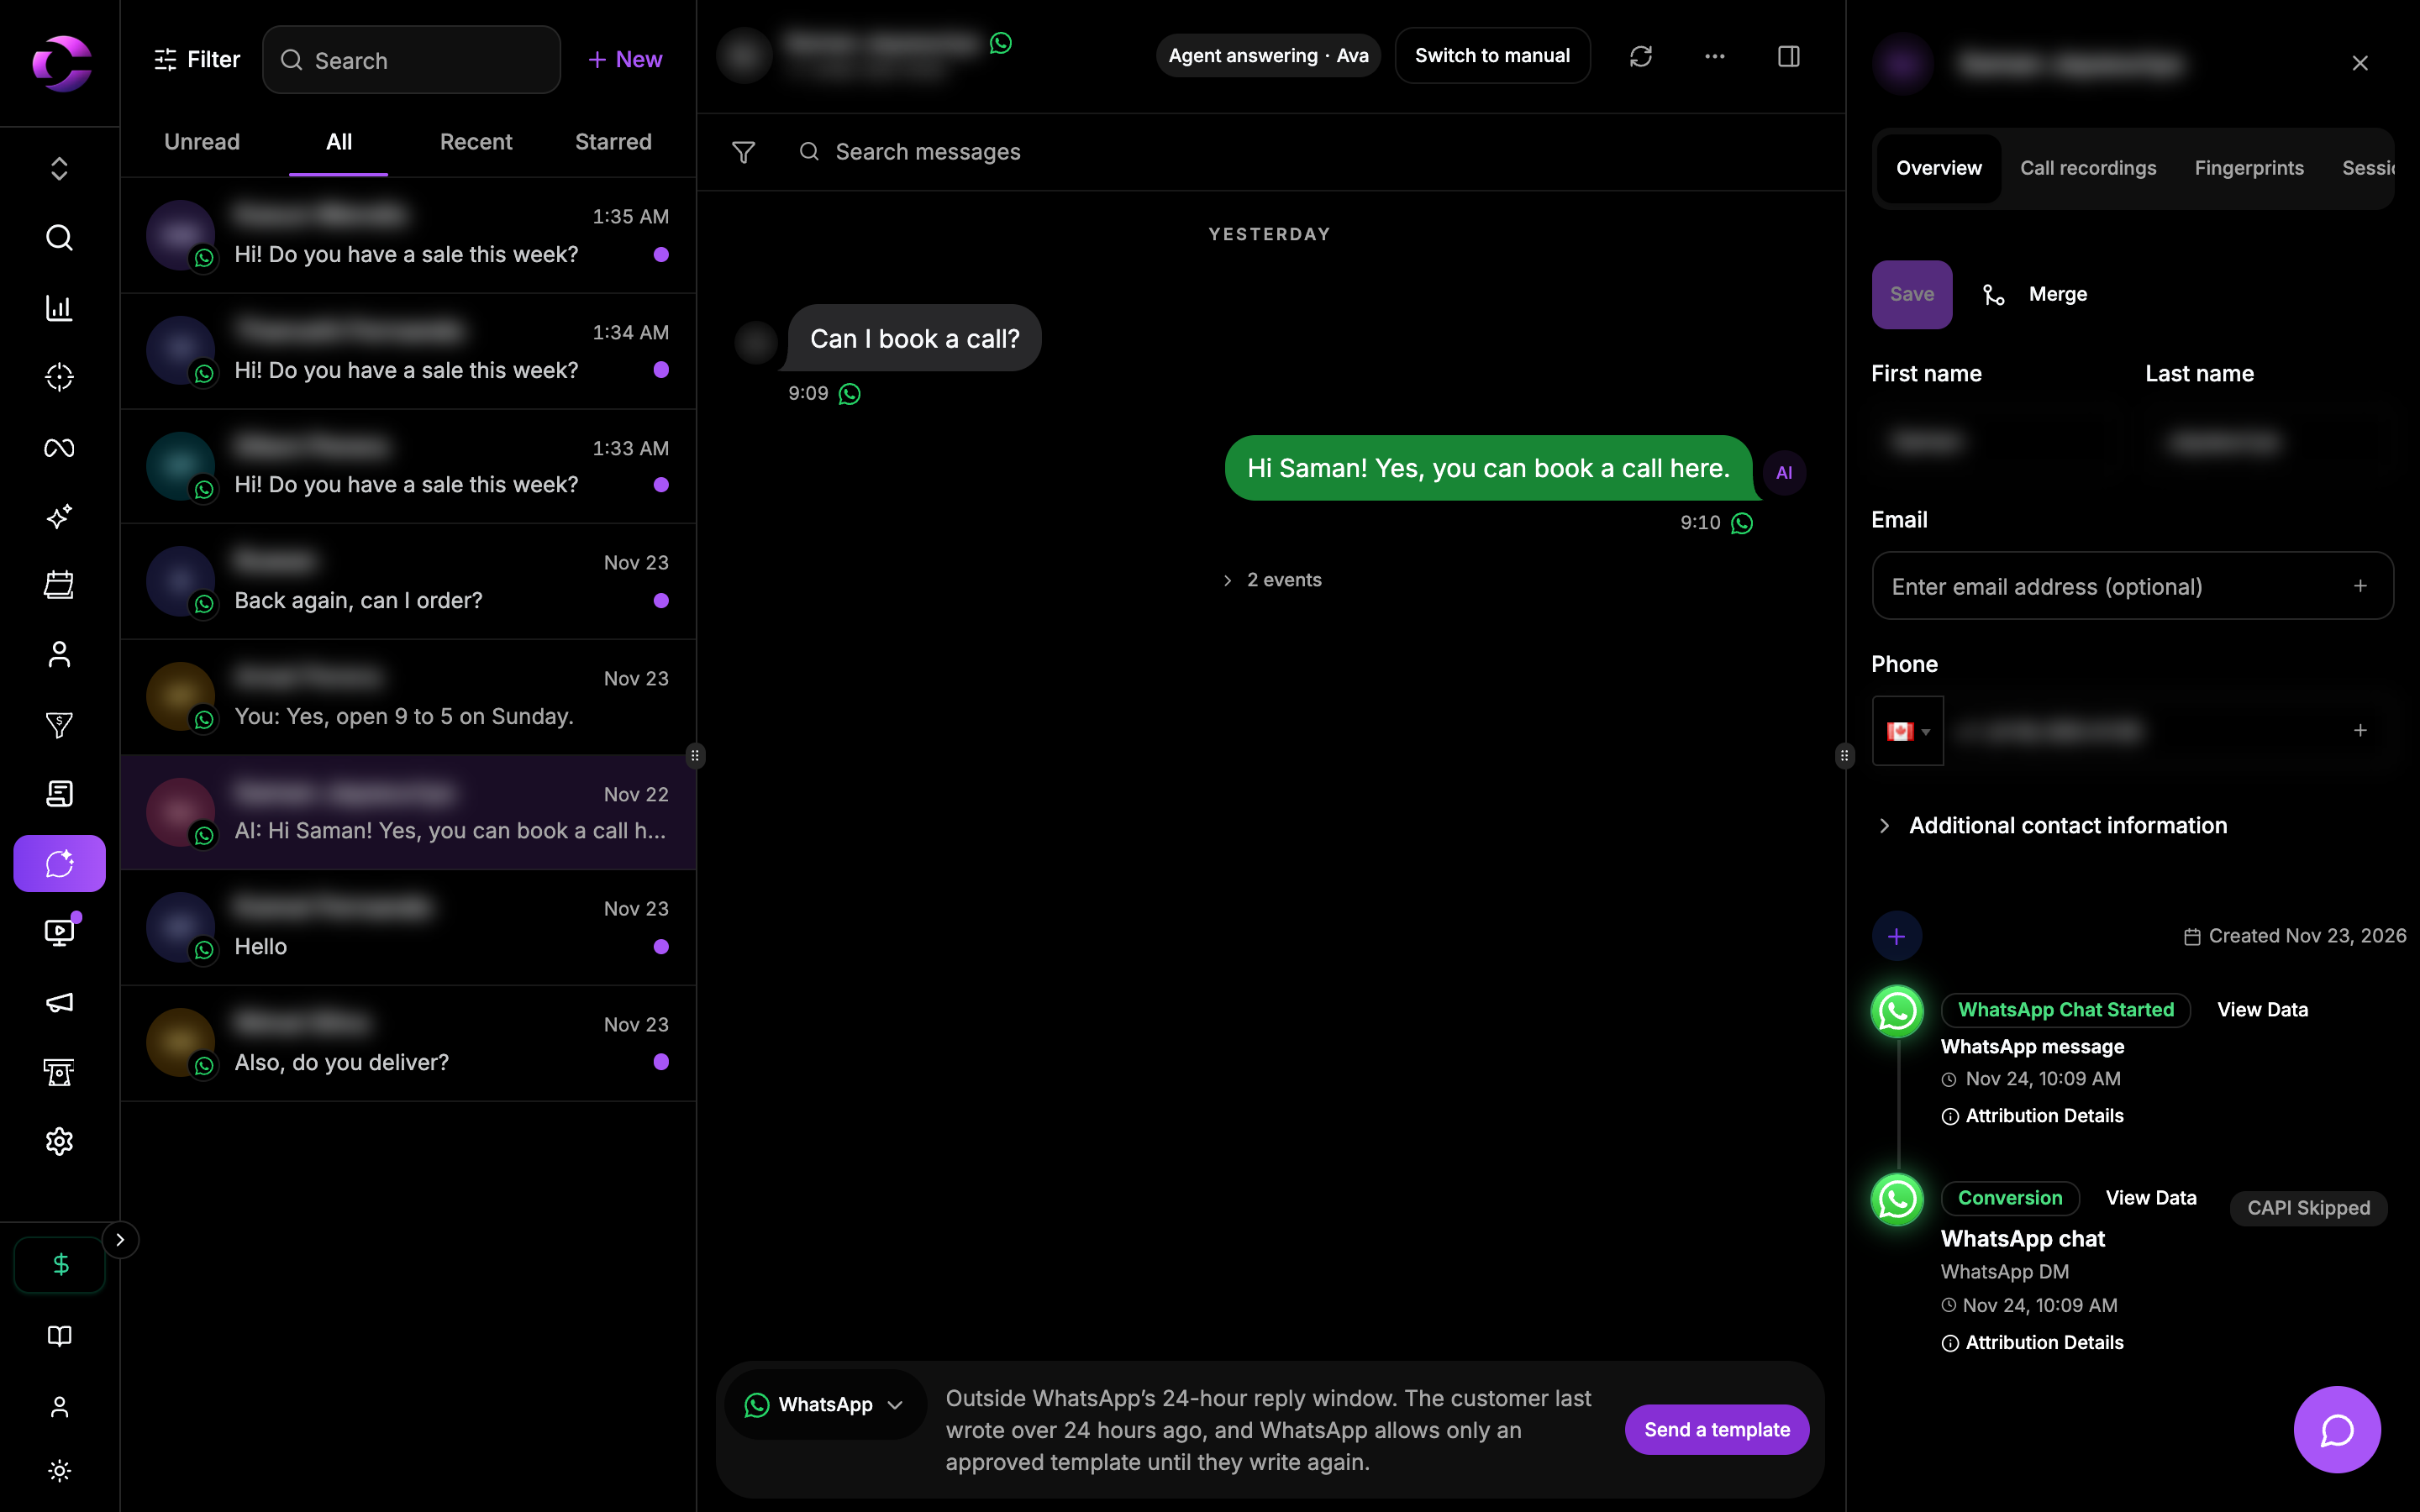 Filter
Search
+ New
Unread
All
Recent
Starred
1:35 AM
Hi! Do you have a sale this week?
1:34 AM
Hi! Do you have a sale this week?
1:33 AM
Hi! Do you have a sale this week?
Nov 23
Back again, can I order?
Nov 23
You: Yes, open 9 to 5 on Sunday.
Nov 22
AI: Hi Saman! Yes, you can book a call h...
Nov 23
Hello
Nov 23
Also, do you deliver?
Agent answering · Ava
Switch to manual
Search messages
YESTERDAY
Can I book a call?
9:09
Hi Saman! Yes, you can book a call here.
AI
9:10
2 events
WhatsApp
Outside WhatsApp’s 24-hour reply window. The customer last
wrote over 24 hours ago, and WhatsApp allows only an
approved template until they write again.
Send a template
Overview
Call recordings
Fingerprints
Sessic
Save
Merge
First name
Last name
Email
Enter email address (optional)
Phone
Additional contact information
Created Nov 23, 2026
WhatsApp Chat Started
View Data
WhatsApp message
Nov 24, 10:09 AM
Attribution Details
Conversion
View Data
CAPI Skipped
WhatsApp chat
WhatsApp DM
Nov 24, 10:09 AM
Attribution Details